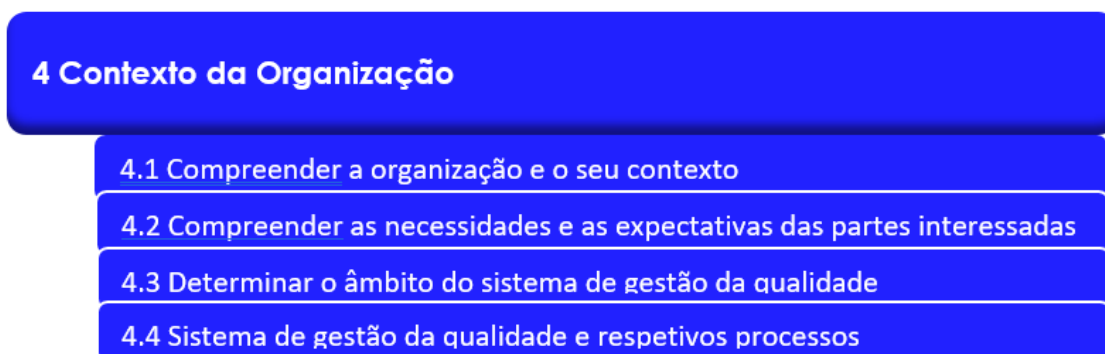 4 Contexto da Organização
4.1 Compreender a organização e o seu contexto
4.2 Compreender as necessidades e as expectativas das partes interessadas
4.3 Determinar o âmbito do sistema de gestão da qualidade
4.4 Sistema de gestão da qualidade e respetivos processos